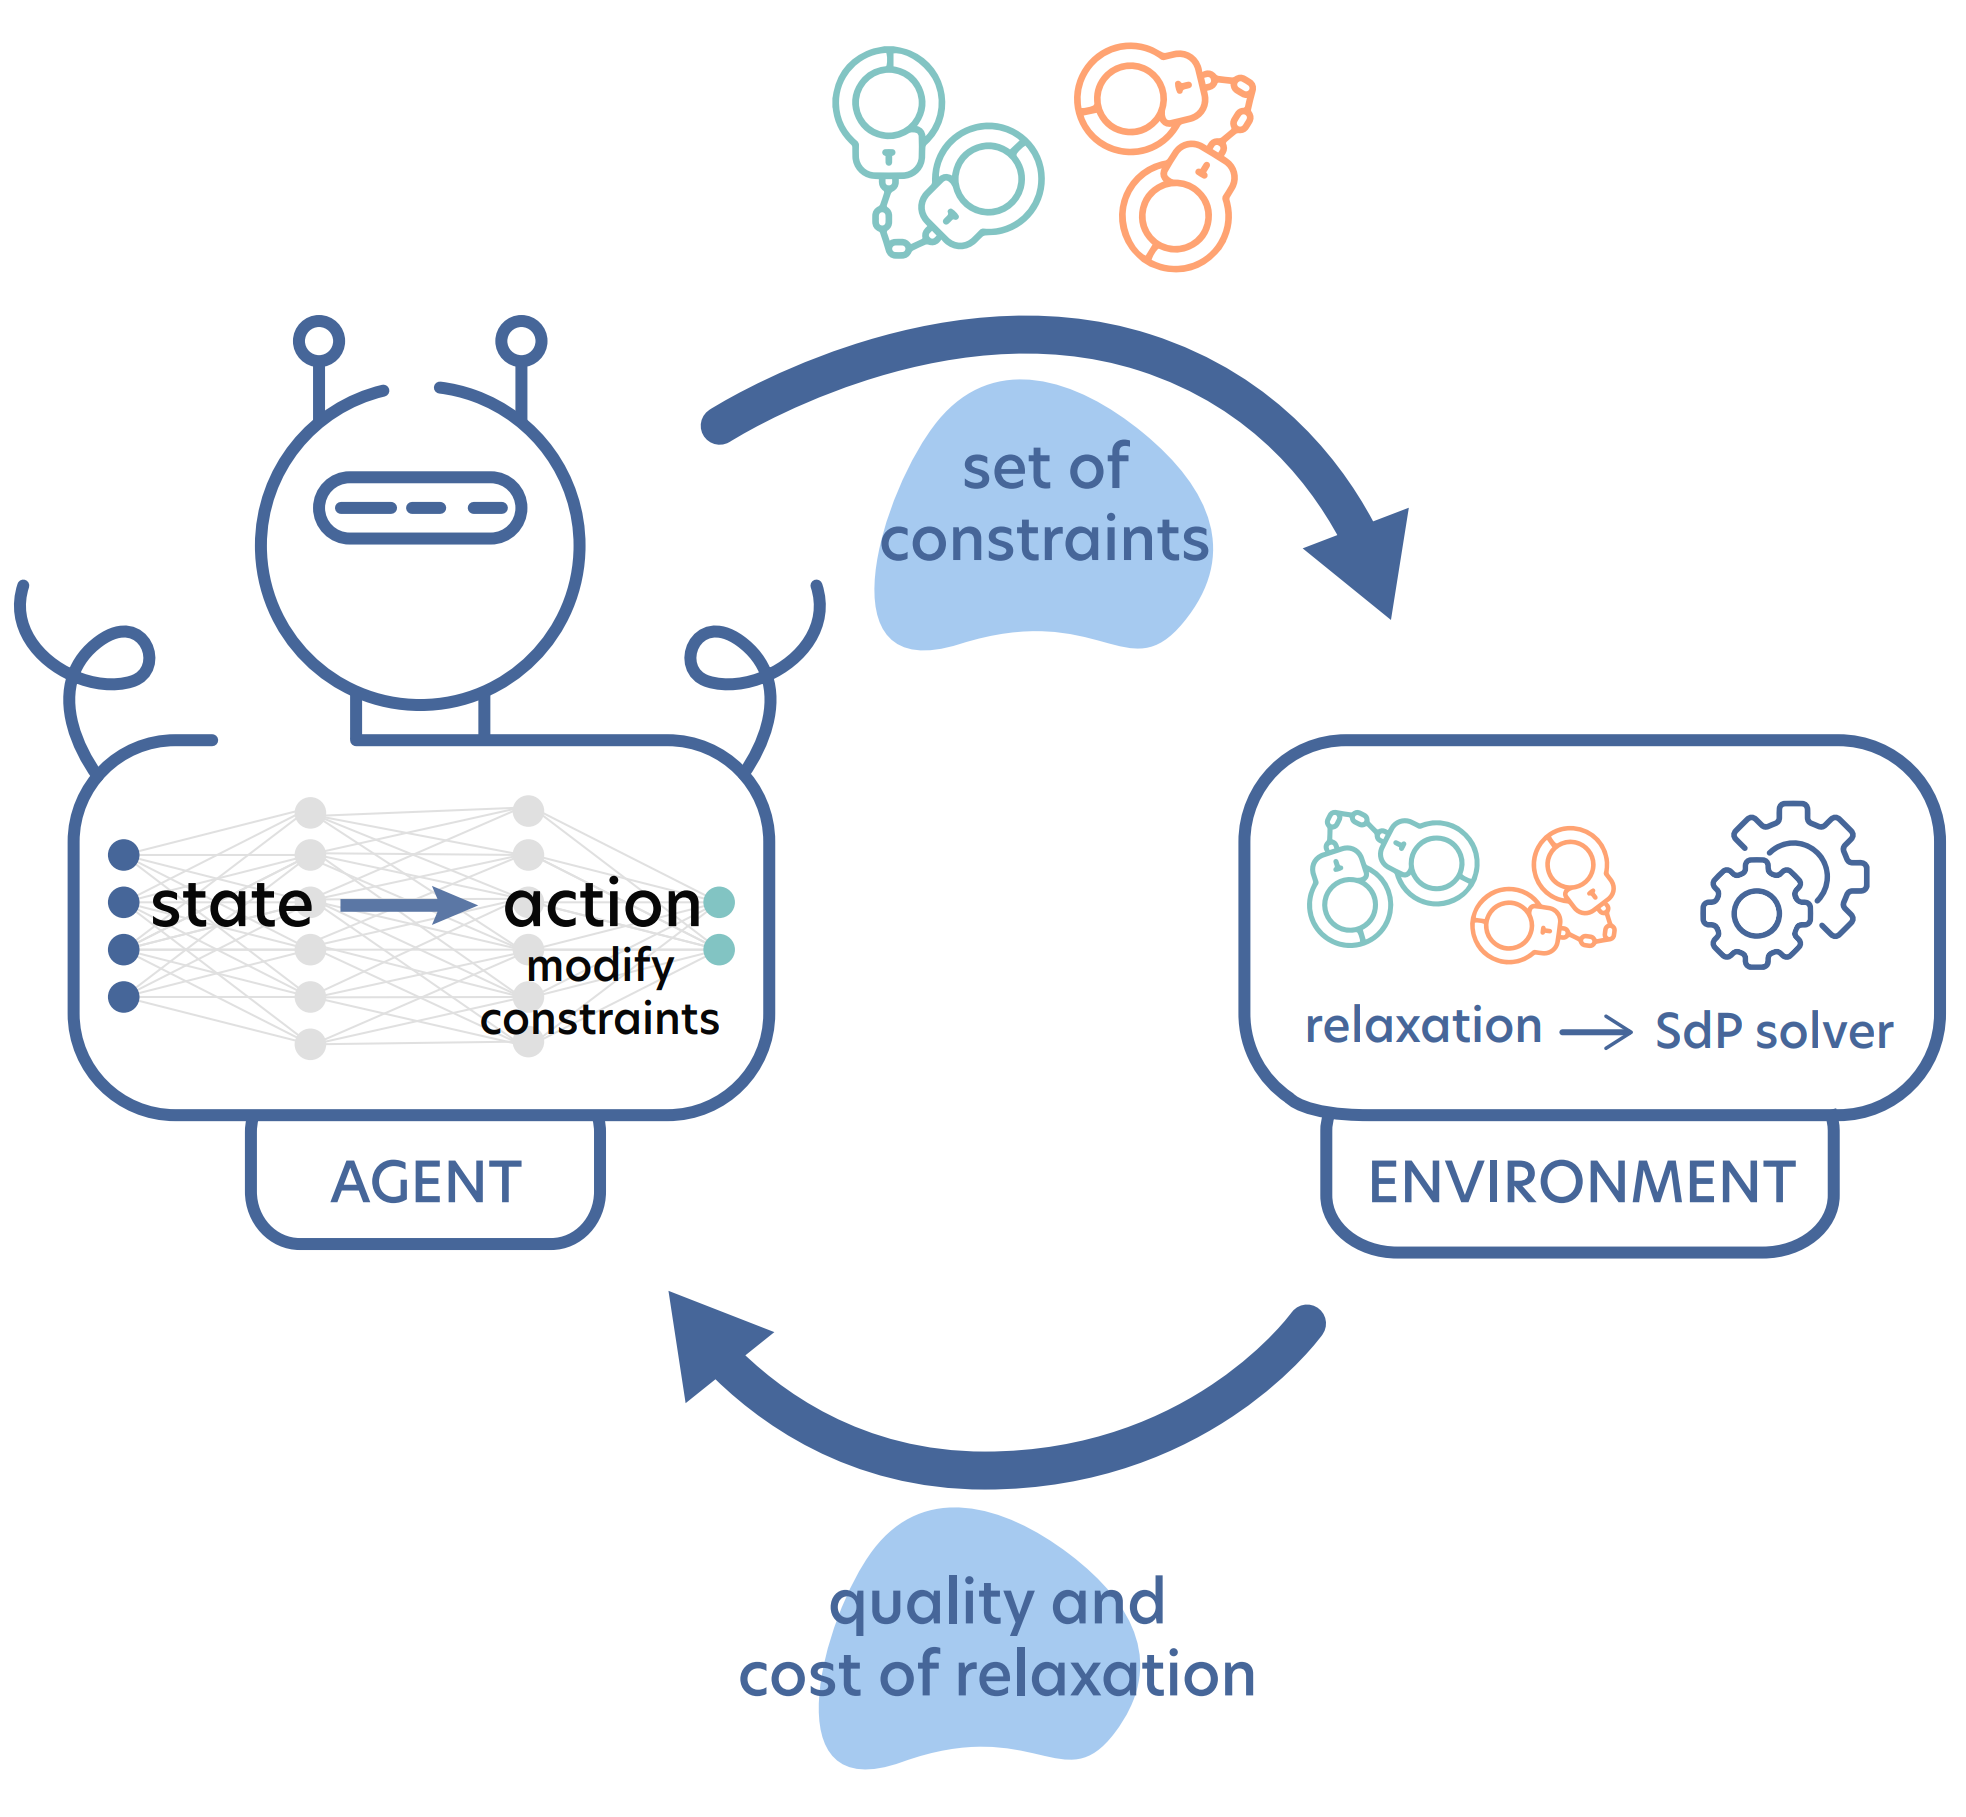 set of
constraints
state
action
modify
constraints
relaxation
SdP solver
AGENT
ENVIRONMENT
quality and
cost of relaxation